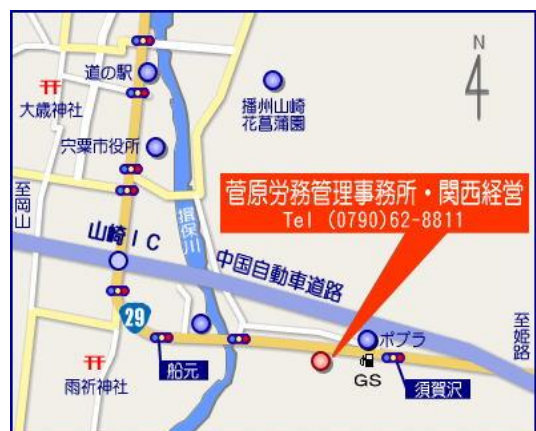 N
道の駅
大歳神社
播州山崎
花菖蒲園
宍粟市役所
至岡山
揖保川
菅原労務管理事務所・関西経営
Tel (0790)62-8811
山崎IC
中国自動車道路
29
至姫路
ポプラ
船元
GS
須賀沢
雨祈神社